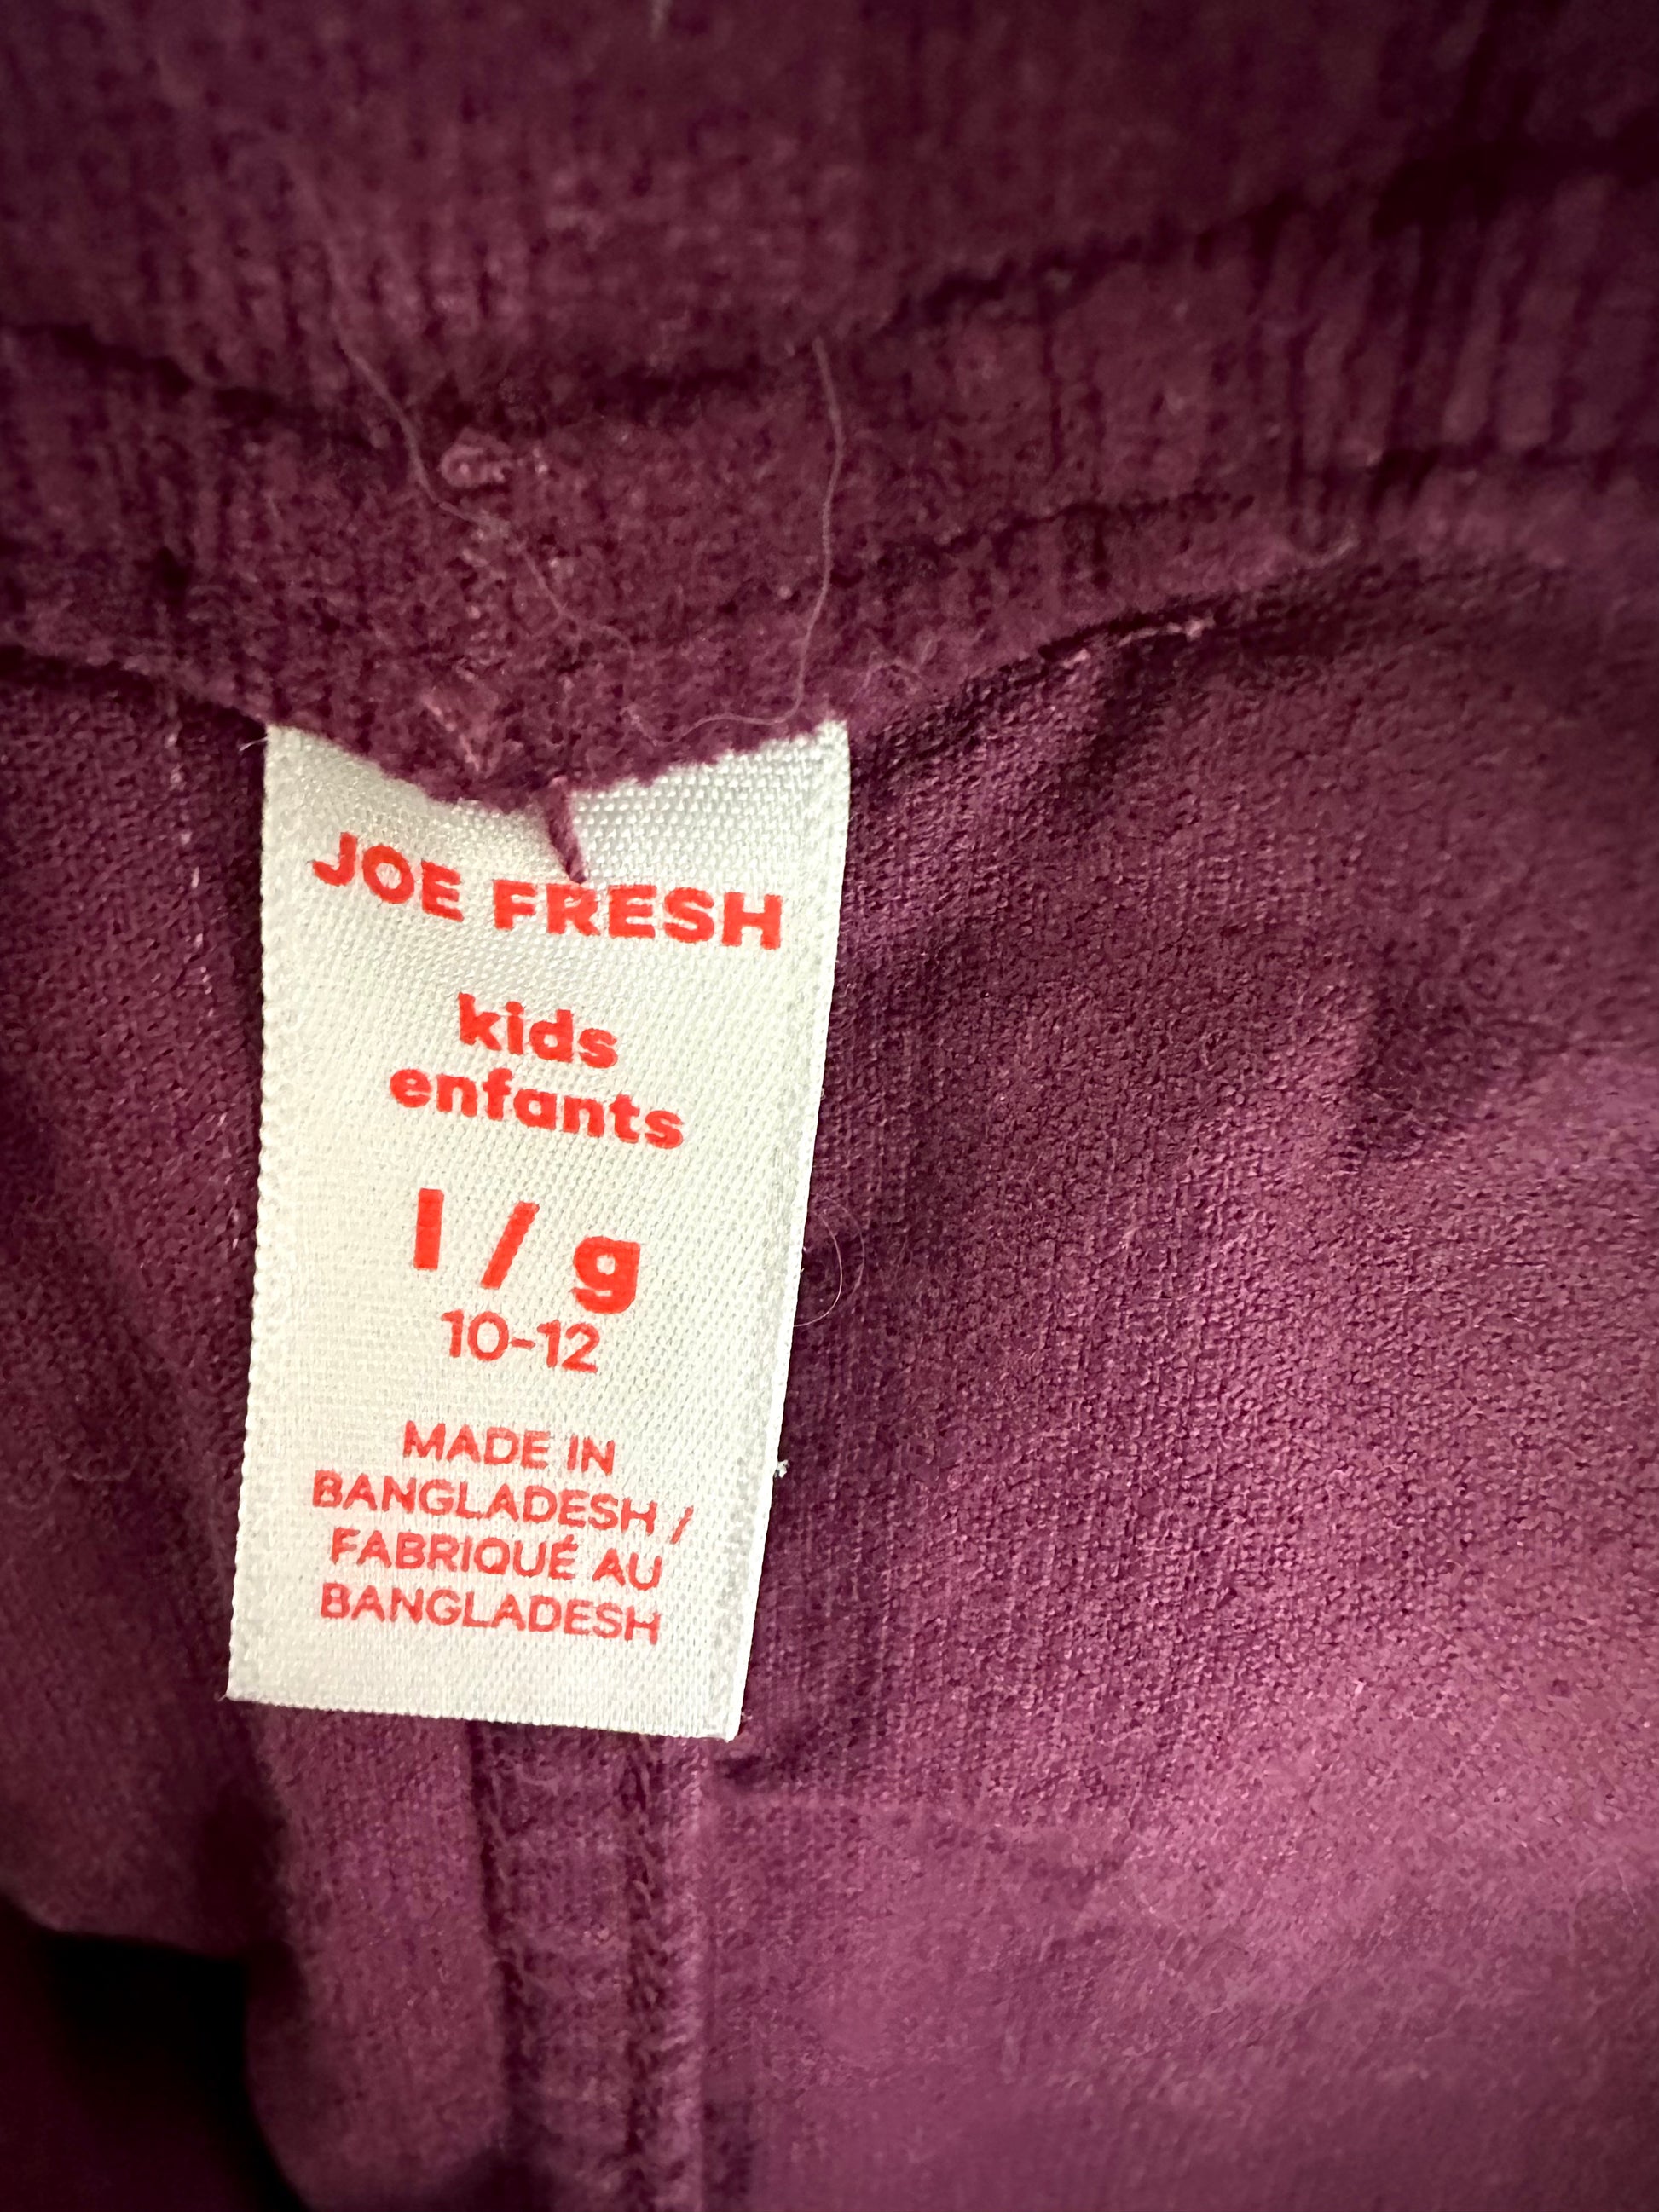 JOE FRESH
kids
enfants
l / g
10-12
MADE IN
BANGLADESH /
FABRIQUÉ AU
BANGLADESH